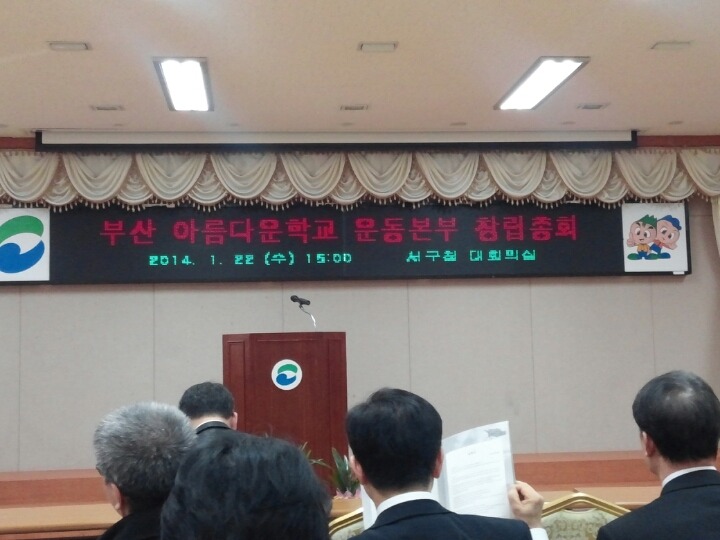 부산 아름다운학교 운동본부 창립총회
2014. 1. 22 (수) 15:00 서구청 대회의실